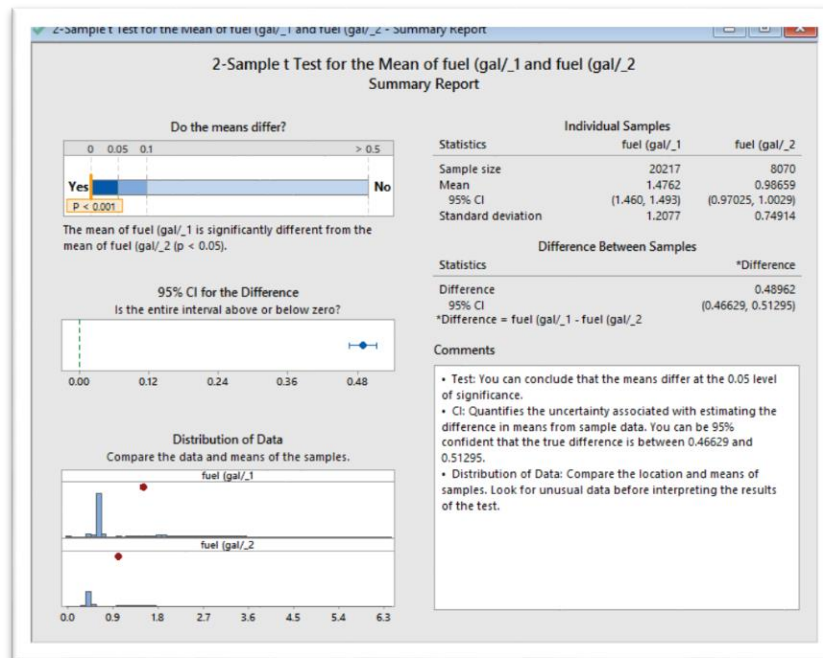 2-Sample t Test for the Mean of fuel (gal/_1 and fuel (gal/_2 - Summary Report
2-Sample t Test for the Mean of fuel (gal/_1 and fuel (gal/_2
Summary Report
Do the means differ?
0 0.05 0.1 > 0.5
Yes No
P < 0.001
The mean of fuel (gal/_1 is significantly different from the
mean of fuel (gal/_2 (p < 0.05).
95% CI for the Difference
Is the entire interval above or below zero?
0.00 0.12 0.24 0.36 0.48
Distribution of Data
Compare the data and means of the samples.
fuel (gal/_1
fuel (gal/_2
0.0 0.9 1.8 2.7 3.6 4.5 5.4 6.3
Individual Samples
Statistics fuel (gal/_1 fuel (gal/_2
Sample size 20217 8070
Mean 1.4762 0.98659
95% CI (1.460, 1.493) (0.97025, 1.0029)
Standard deviation 1.2077 0.74914
Difference Between Samples
Statistics *Difference
Difference 0.48962
95% CI (0.46629, 0.51295)
*Difference = fuel (gal/_1 - fuel (gal/_2
Comments
• Test: You can conclude that the means differ at the 0.05 level
of significance.
• CI: Quantifies the uncertainty associated with estimating the
difference in means from sample data. You can be 95%
confident that the true difference is between 0.46629 and
0.51295.
• Distribution of Data: Compare the location and means of
samples. Look for unusual data before interpreting the results
of the test.